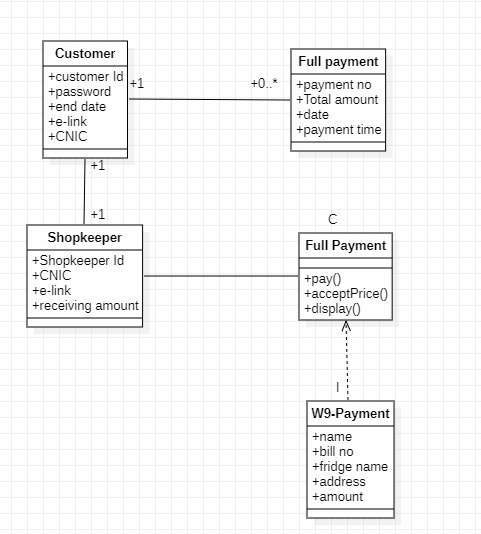 Customer
+customer Id
+password
+end date
+e-link
+CNIC
+1
+0..*
Full payment
+payment no
+Total amount
+date
+payment time
+1
+1
Shopkeeper
+Shopkeeper Id
+CNIC
+e-link
+receiving amount
C
Full Payment
+pay()
+acceptPrice()
+display()
I
W9-Payment
+name
+bill no
+fridge name
+address
+amount